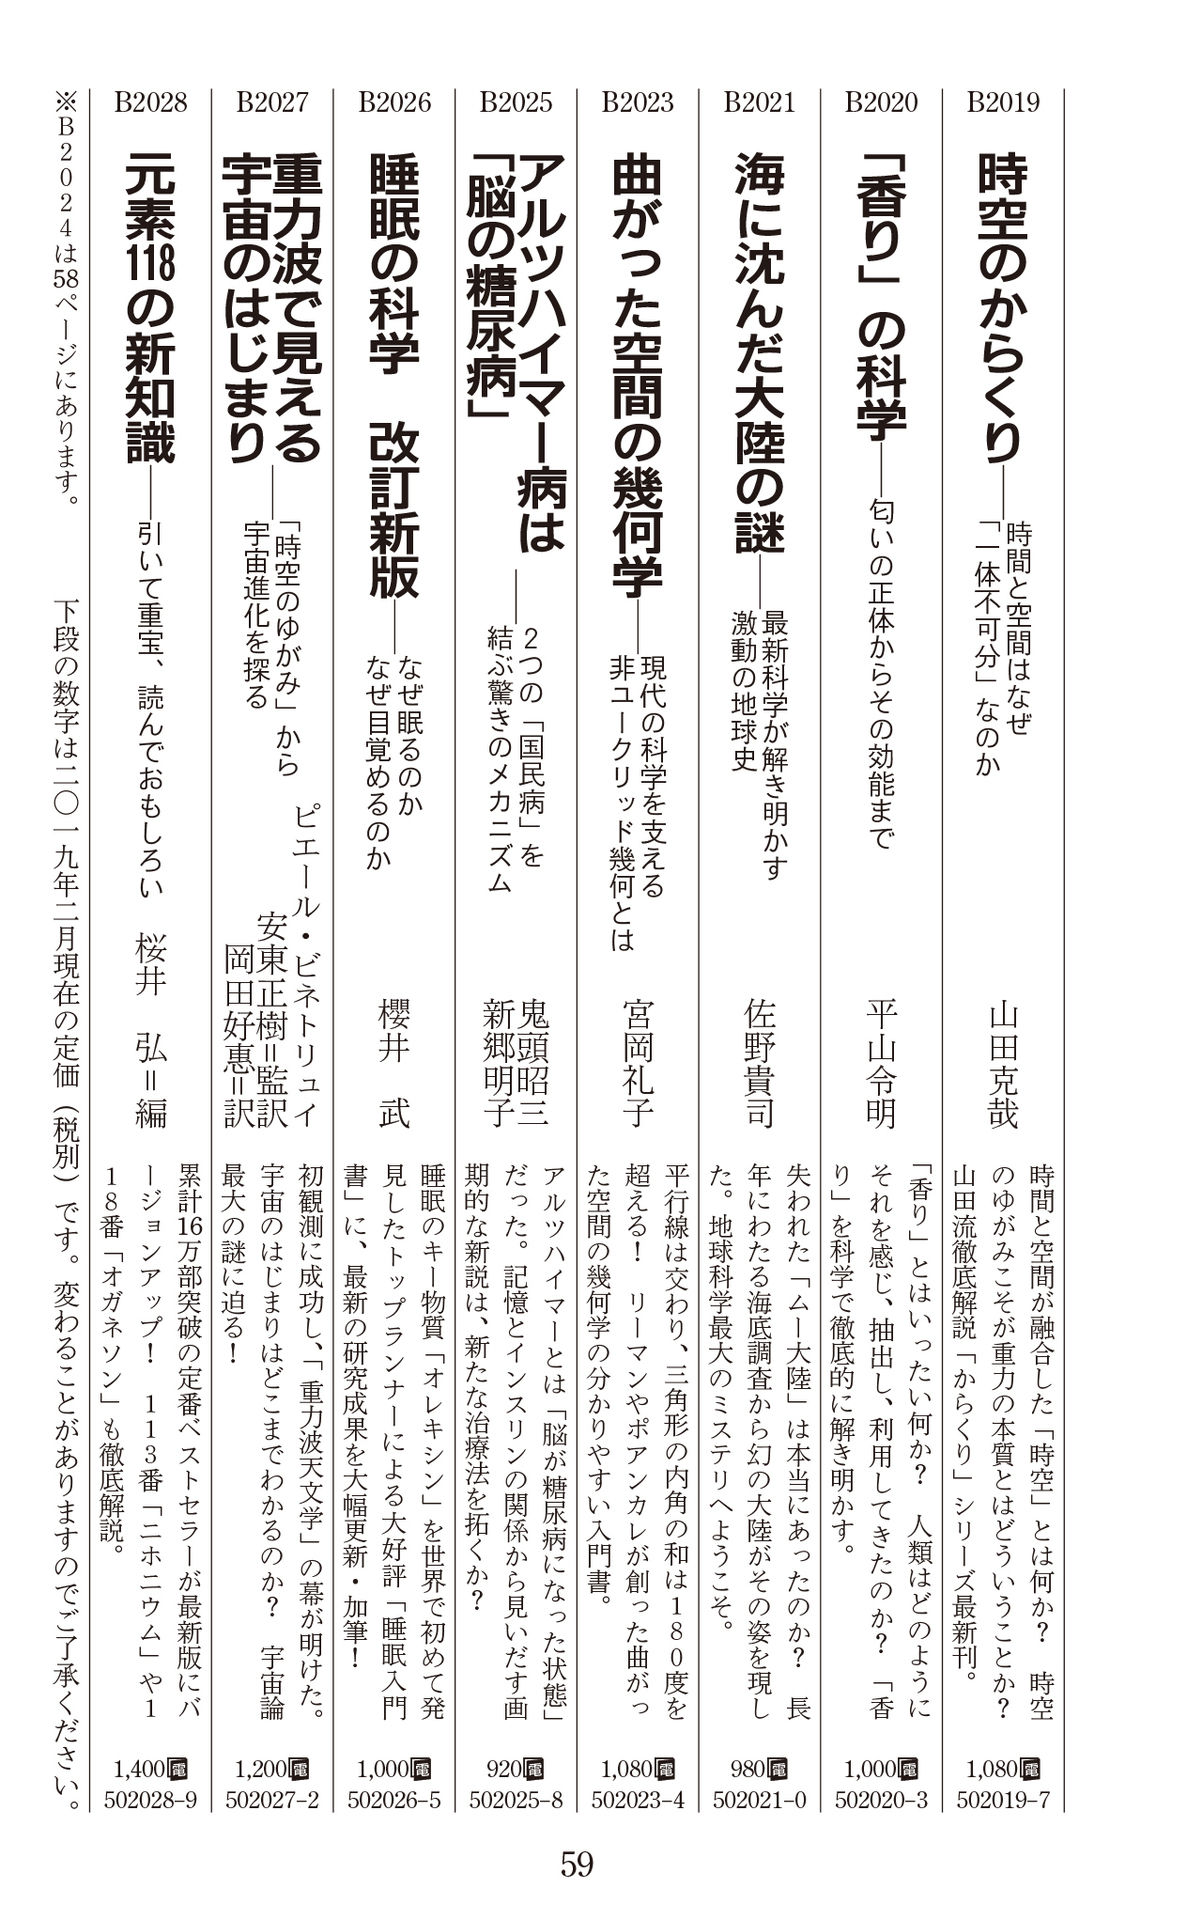 B2019
時空のからくり
――時間と空間はなぜ
「一体不可分」なのか
山田克哉
時間と空間が融合した「時空」とは何か？　時空
のゆがみこそが重力の本質とはどういうことか？
山田流徹底解説「からくり」シリーズ最新刊。
1,080電
502019-7
B2020
「香り」の科学
――匂いの正体からその効能まで
平山令明
「香り」とはいったい何か？　人類はどのように
それを感じ、抽出し、利用してきたのか？「香
り」を科学で徹底的に解き明かす。
1,000電
502020-3
B2021
海に沈んだ大陸の謎
――最新科学が解き明かす
激動の地球史
佐野貴司
失われた「ムー大陸」は本当にあったのか？　長
年にわたる海底調査から幻の大陸がその姿を現し
た。地球科学最大のミステリへようこそ。
980電
502021-0
B2023
曲がった空間の幾何学
――現代の科学を支える
非ユークリッド幾何とは
宮岡礼子
平行線は交わり、三角形の内角の和は１８０度を
超える！　リーマンやポアンカレが創った曲がっ
た空間の幾何学の分かりやすい入門書。
1,080電
502023-4
B2025
アルツハイマー病は
「脳の糖尿病」
――２つの「国民病」を
結ぶ驚きのメカニズム
鬼頭昭三
新郷明子
アルツハイマーとは「脳が糖尿病になった状態」
だった。記憶とインスリンの関係から見いだす画
期的な新説は、新たな治療法を拓くか？
920電
502025-8
B2026
睡眠の科学　改訂新版
――なぜ眠るのか
なぜ目覚めるのか
櫻井　武
睡眠のキー物質「オレキシン」を世界で初めて発
見したトップランナーによる大好評「睡眠入門
書」に、最新の研究成果を大幅更新・加筆！
1,000電
502026-5
B2027
重力波で見える
宇宙のはじまり
――「時空のゆがみ」から
宇宙進化を探る
ピエール・ビネトリュイ
安東正樹＝監訳
岡田好惠＝訳
初観測に成功し、「重力波天文学」の幕が明けた。
宇宙のはじまりはどこまでわかるのか？　宇宙論
最大の謎に迫る！
1,200電
502027-2
B2028
元素118の新知識
――引いて重宝、読んでおもしろい
桜井　弘＝編
累計16万部突破の定番ベストセラーが最新版にバ
ージョンアップ！　１１３番「ニホニウム」や１
１８番「オガネソン」も徹底解説。
1,400電
502028-9
※Ｂ２０２４は58ページにあります。　下段の数字は二〇一九年二月現在の定価（税別）です。変わることがありますのでご了承ください。
59